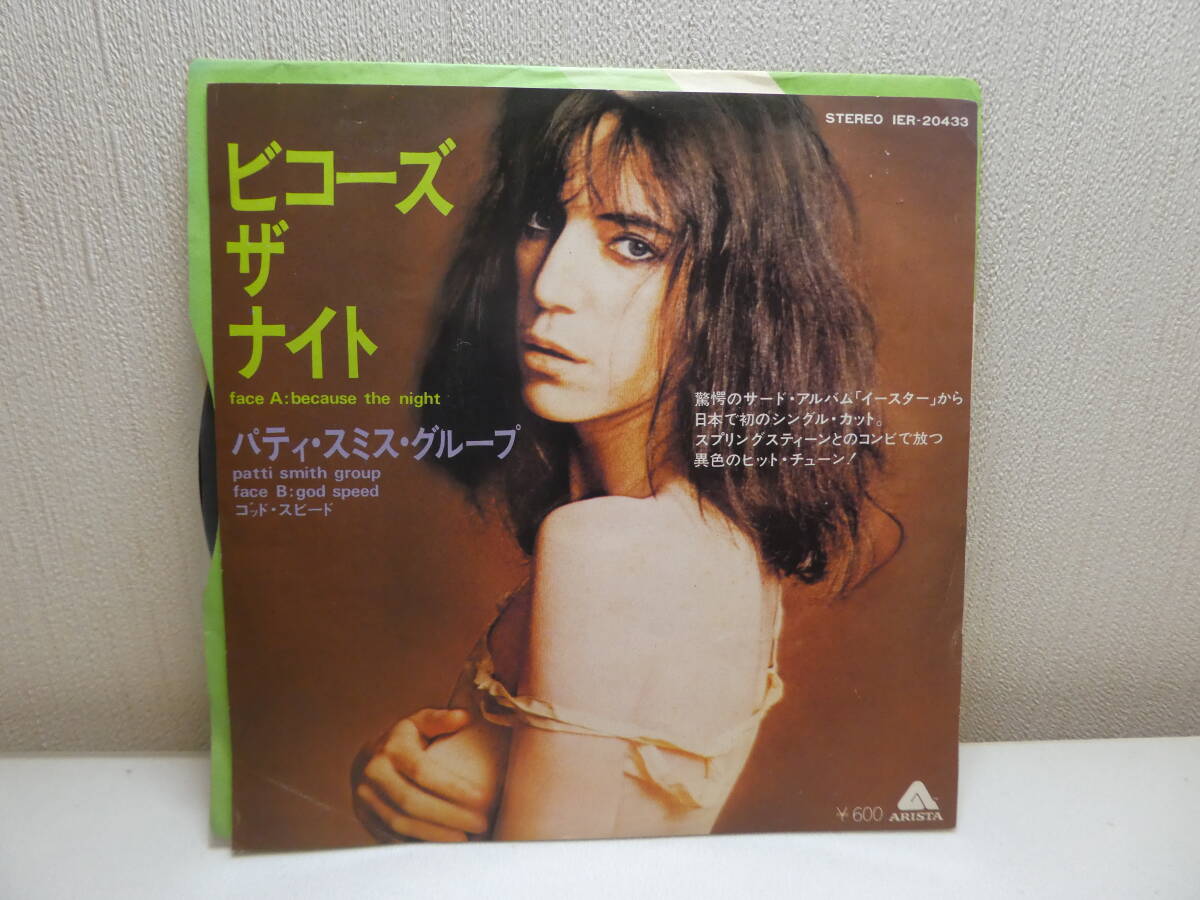 STEREO IER-20433
ビコーズ
ザ
ナイト
face A:because the night
パティ・スミス・グループ
patti smith group
face B:god speed
ゴッド・スピード
驚愕のサード・アルバム「イースター」から
日本で初のシングル・カット。
スプリングスティーンとのコンビで放つ
異色のヒット・チューン!
¥600
ARISTA